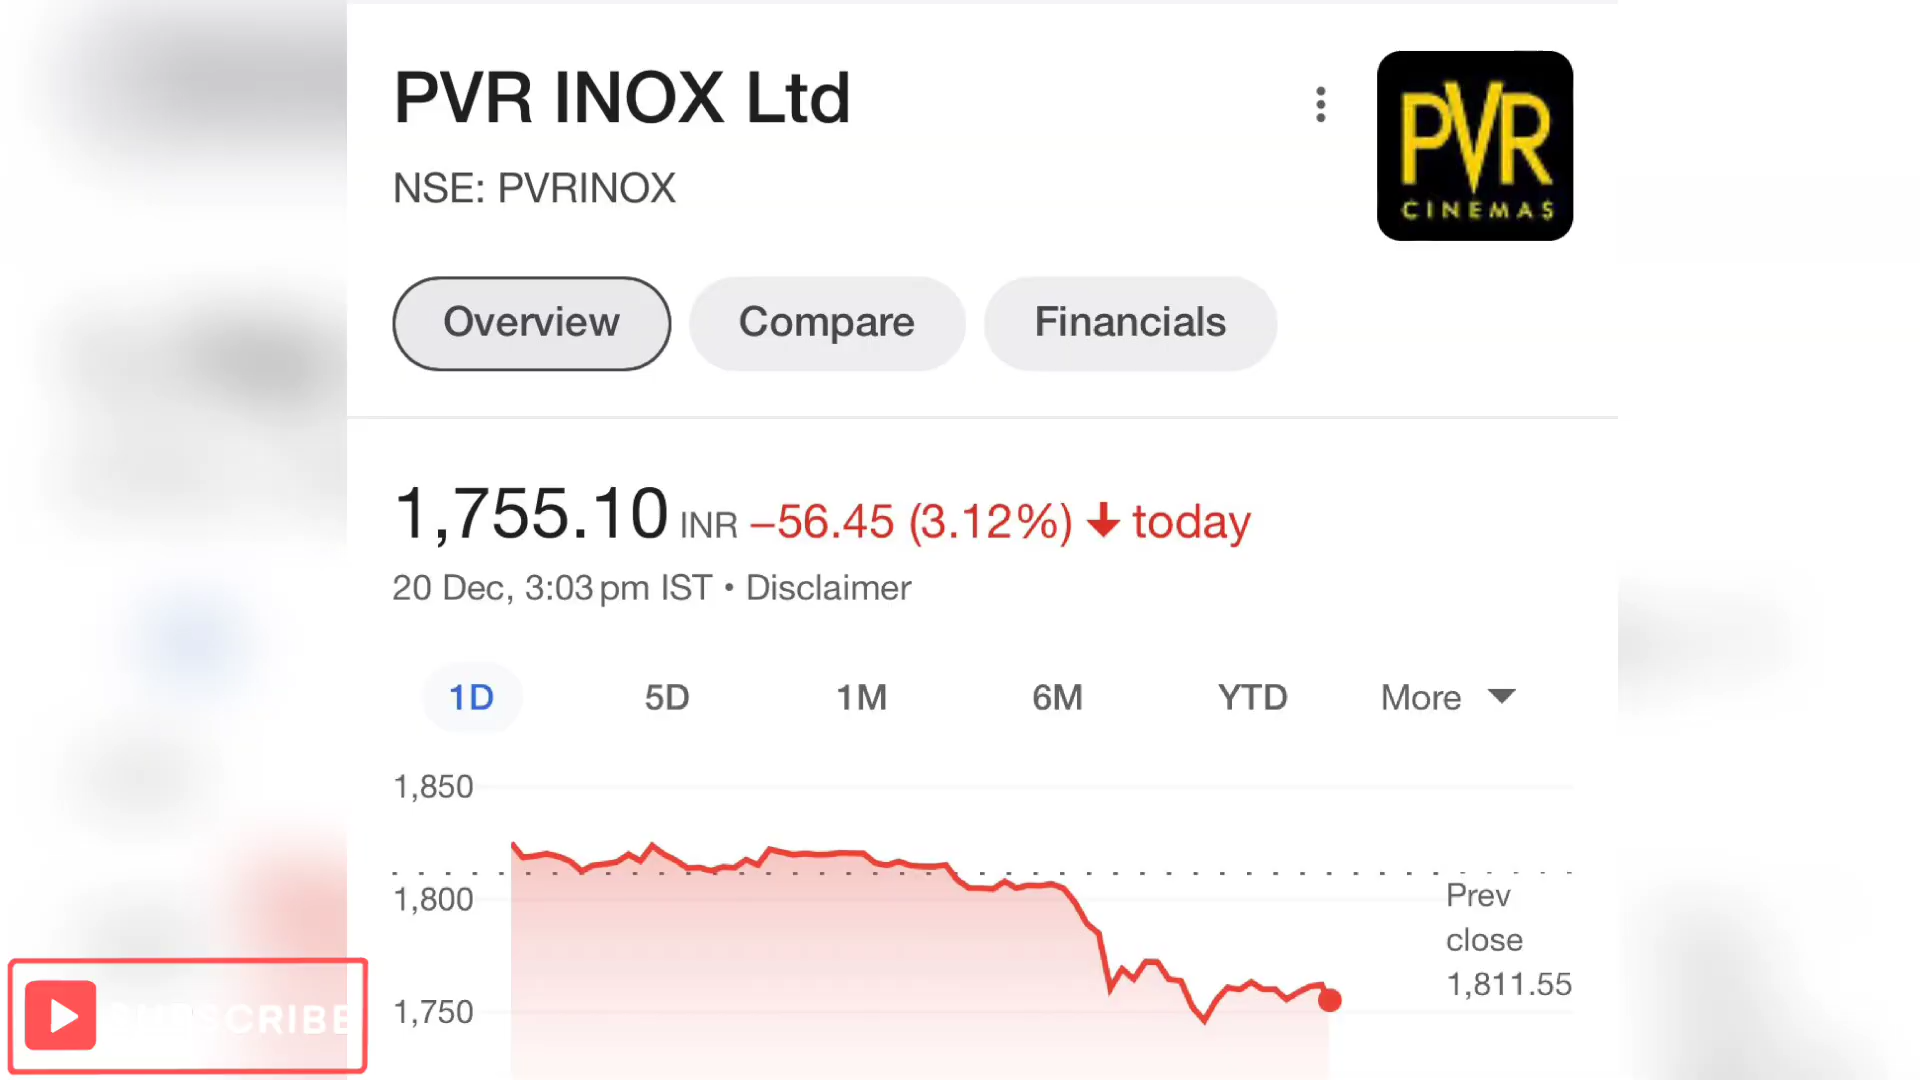 PVR INOX Ltd
NSE: PVRINOX
PVR
CINEMAS
Overview Compare Financials
1,755.10 INR −56.45 (3.12%) ↓ today
20 Dec, 3:03 pm IST • Disclaimer
1D 5D 1M 6M YTD More
1,850
1,800
1,750
Prev
close
1,811.55
SUBSCRIBE